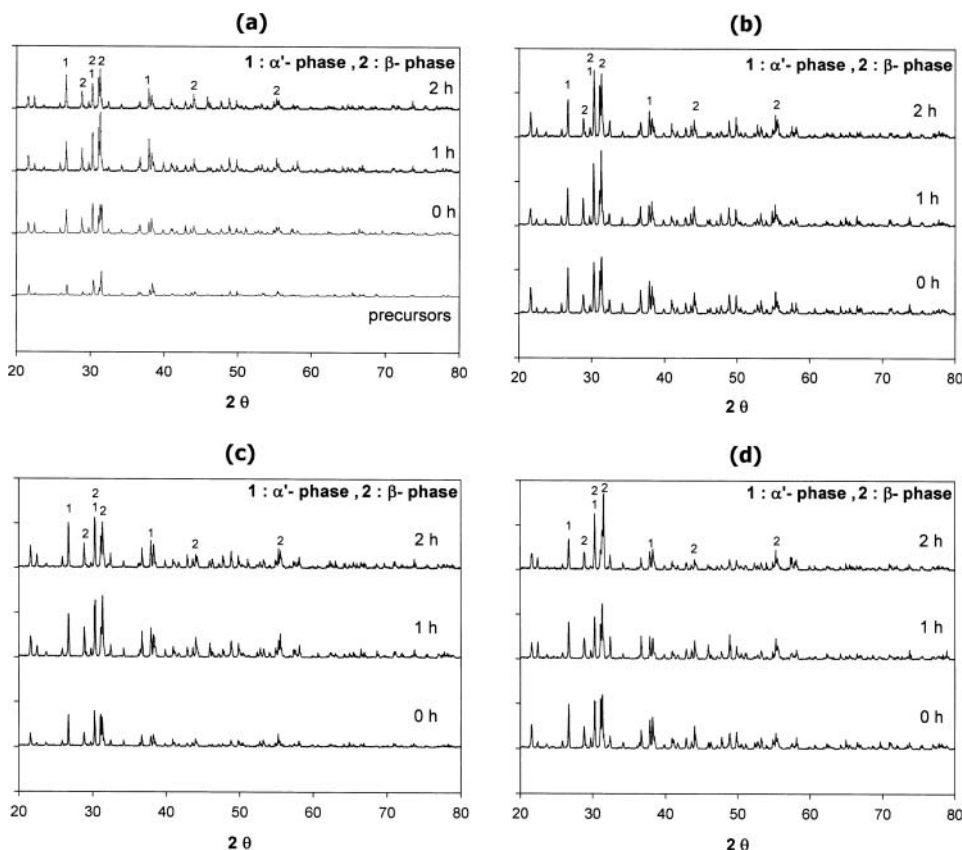 (a)
1 : α'- phase , 2 : β- phase
1 2 2 1 2 1 2 2
2 h
1 h
0 h
precursors
20 30 40 50 60 70 80
2 θ
(b)
1 : α'- phase , 2 : β- phase
1 2 2 1 2 1 2 2
2 h
1 h
0 h
20 30 40 50 60 70 80
2 θ
(c)
1 : α'- phase , 2 : β- phase
1 2 2 1 2 1 2 2
2 h
1 h
0 h
20 30 40 50 60 70 80
2 θ
(d)
1 : α'- phase , 2 : β- phase
1 2 2 1 2 1 2 2
2 h
1 h
0 h
20 30 40 50 60 70 80
2 θ